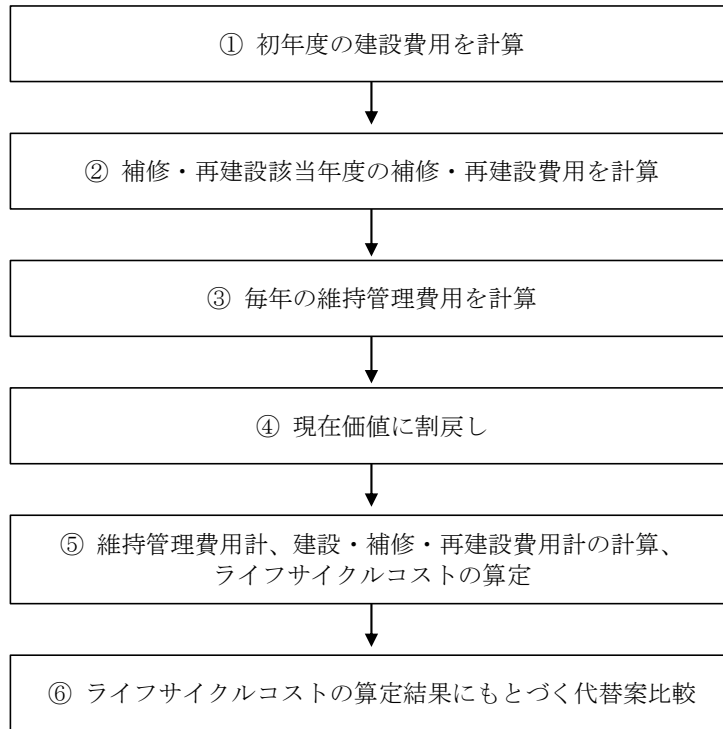 ① 初年度の建設費用を計算
② 補修・再建設該当年度の補修・再建設費用を計算
③ 毎年の維持管理費用を計算
④ 現在価値に割戻し
⑤ 維持管理費用計、建設・補修・再建設費用計の計算、
ライフサイクルコストの算定
⑥ ライフサイクルコストの算定結果にもとづく代替案比較